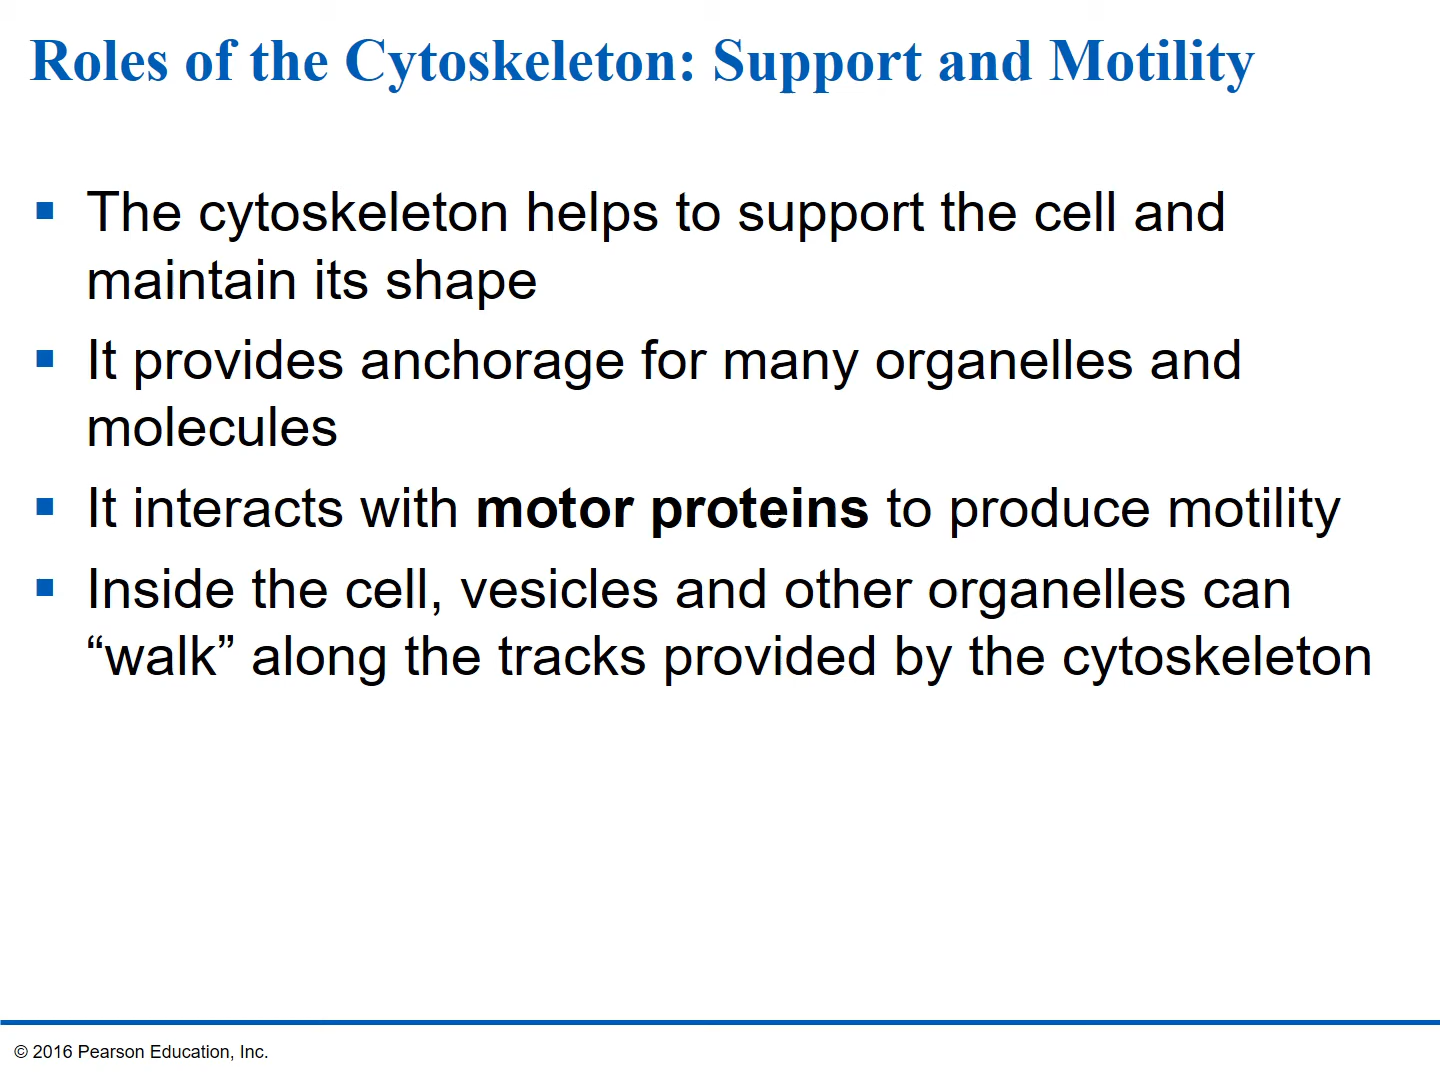 Roles of the Cytoskeleton: Support and Motility
▪ The cytoskeleton helps to support the cell and
maintain its shape
▪ It provides anchorage for many organelles and
molecules
▪ It interacts with motor proteins to produce motility
▪ Inside the cell, vesicles and other organelles can
“walk” along the tracks provided by the cytoskeleton
© 2016 Pearson Education, Inc.